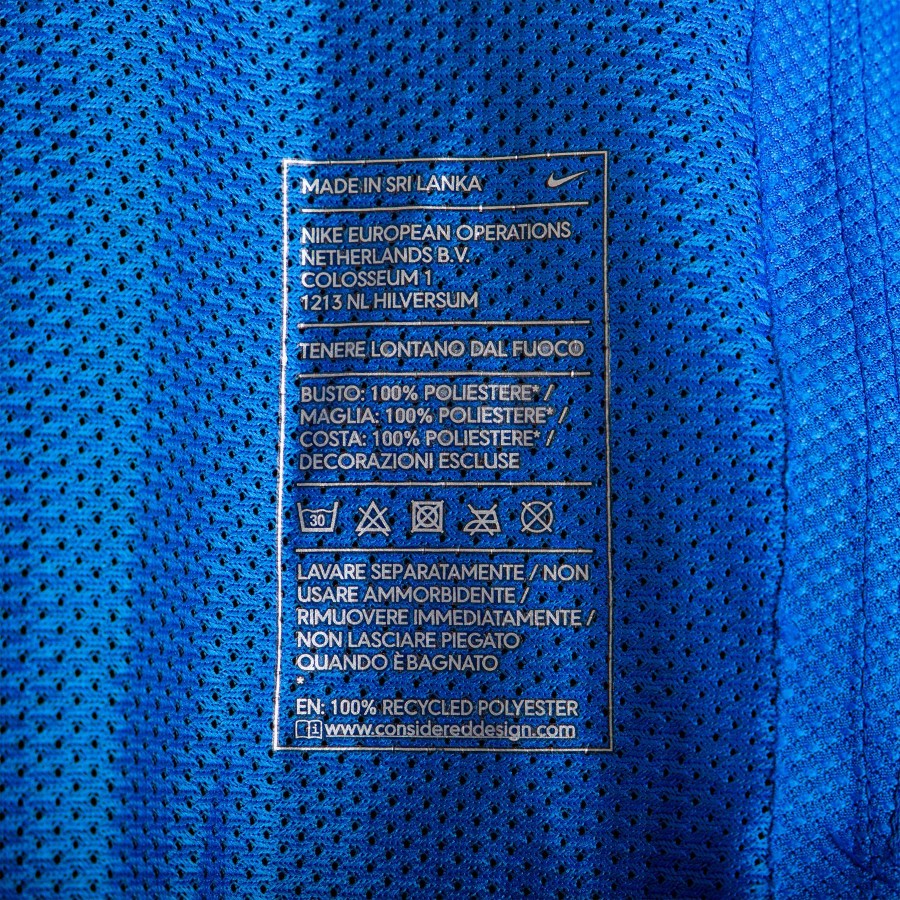 MADE IN SRI LANKA
NIKE EUROPEAN OPERATIONS
NETHERLANDS B.V.
COLOSSEUM 1
1213 NL HILVERSUM
TENERE LONTANO DAL FUOCO
BUSTO: 100% POLIESTERE* /
MAGLIA: 100% POLIESTERE* /
COSTA: 100% POLIESTERE* /
DECORAZIONI ESCLUSE
30
LAVARE SEPARATAMENTE / NON
USARE AMMORBIDENTE /
RIMUOVERE IMMEDIATAMENTE /
NON LASCIARE PIEGATO
QUANDO È BAGNATO
*
EN: 100% RECYCLED POLYESTER
www.considereddesign.com